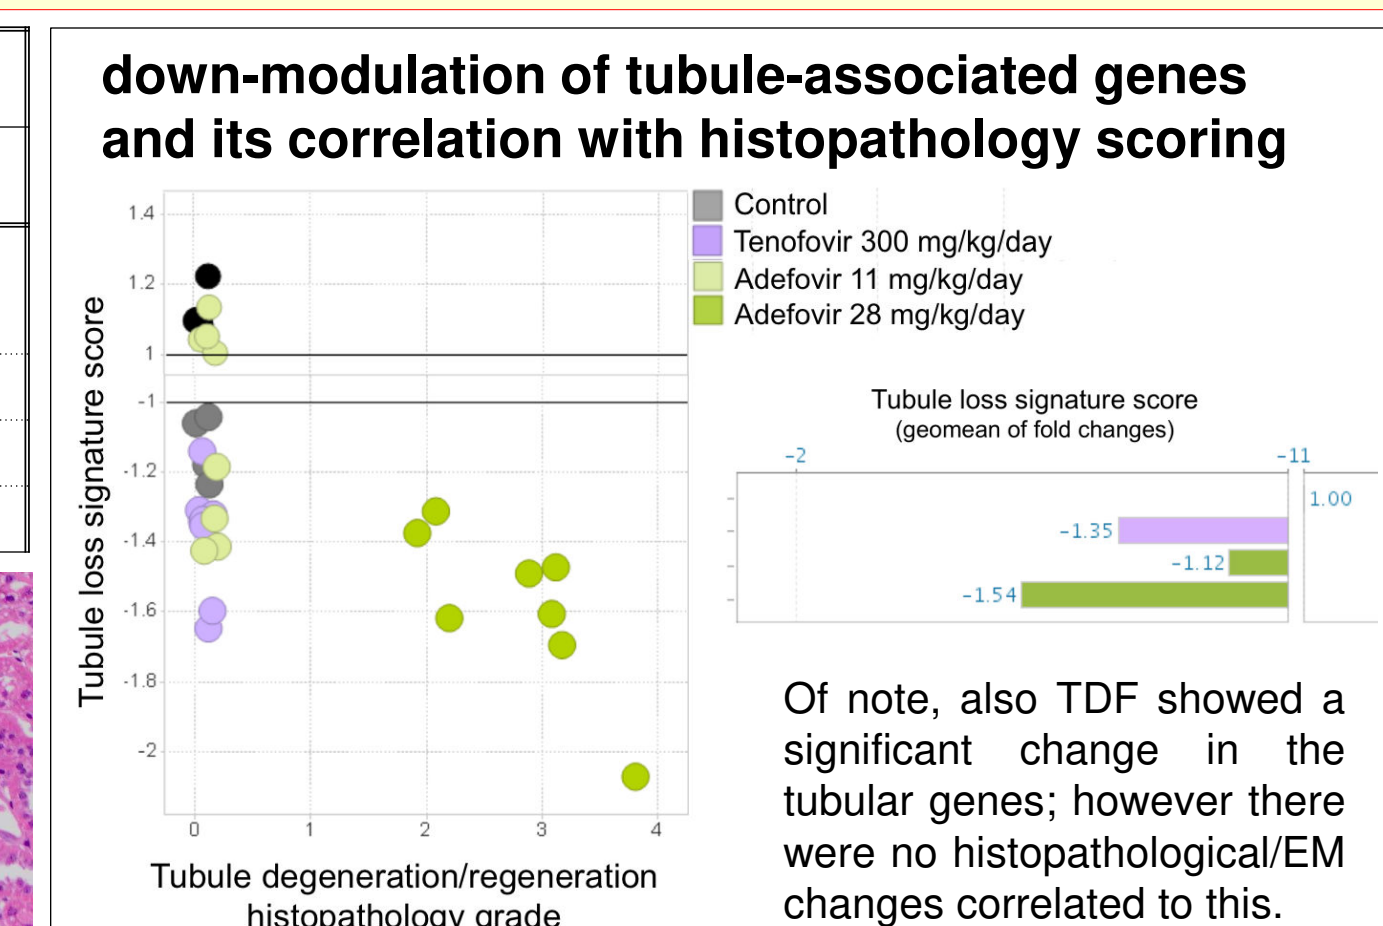 down-modulation of tubule-associated genes
and its correlation with histopathology scoring
Tubule loss signature score
1.4
1.2
1
-1
-1.2
-1.4
-1.6
-1.8
-2
0 1 2 3 4
Tubule degeneration/regeneration
histopathology grade
Control
Tenofovir 300 mg/kg/day
Adefovir 11 mg/kg/day
Adefovir 28 mg/kg/day
Tubule loss signature score
(geomean of fold changes)
-2 -11
1.00
-1.35
-1.12
-1.54
Of note, also TDF showed a
significant change in the
tubular genes; however there
were no histopathological/EM
changes correlated to this.